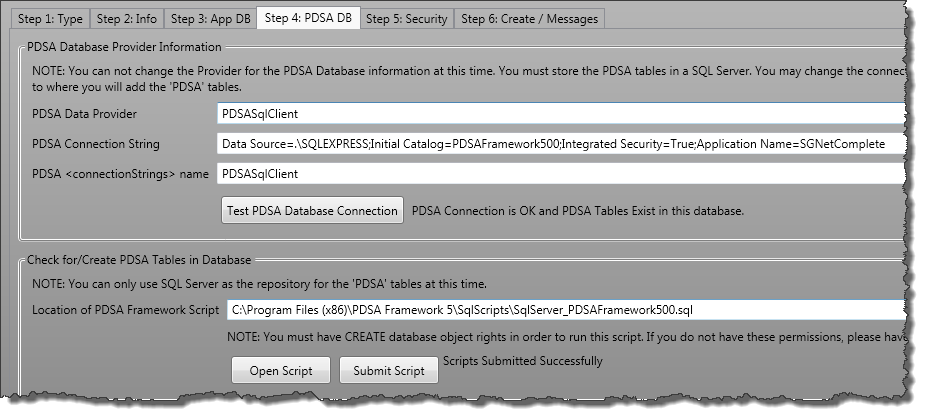 Step 1: Type Step 2: Info Step 3: App DB Step 4: PDSA DB Step 5: Security Step 6: Create / Messages
PDSA Database Provider Information
NOTE: You can not change the Provider for the PDSA Database information at this time. You must store the PDSA tables in a SQL Server. You may change the connec
to where you will add the 'PDSA' tables.
PDSA Data Provider PDSASqlClient
PDSA Connection String Data Source=.\SQLEXPRESS;Initial Catalog=PDSAFramework500;Integrated Security=True;Application Name=SGNetComplete
PDSA <connectionStrings> name PDSASqlClient
Test PDSA Database Connection PDSA Connection is OK and PDSA Tables Exist in this database.
Check for/Create PDSA Tables in Database
NOTE: You can only use SQL Server as the repository for the 'PDSA' tables at this time.
Location of PDSA Framework Script C:\Program Files (x86)\PDSA Framework 5\SqlScripts\SqlServer_PDSAFramework500.sql
NOTE: You must have CREATE database object rights in order to run this script. If you do not have these permissions, please have
Open Script Submit Script Scripts Submitted Successfully